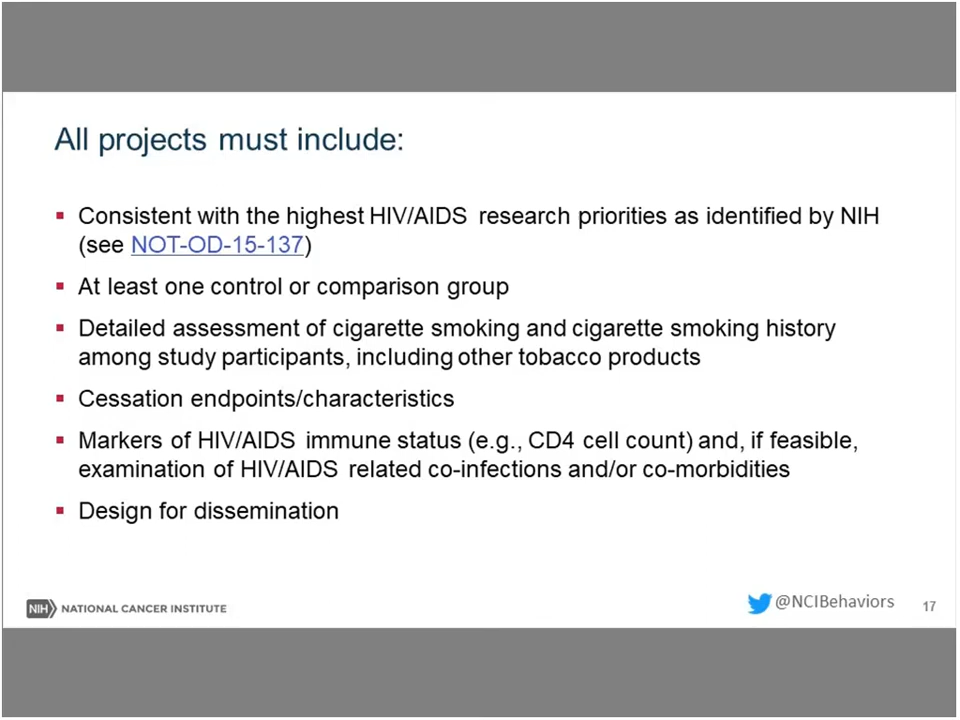 All projects must include:
▪ Consistent with the highest HIV/AIDS research priorities as identified by NIH
(see NOT-OD-15-137)
▪ At least one control or comparison group
▪ Detailed assessment of cigarette smoking and cigarette smoking history
among study participants, including other tobacco products
▪ Cessation endpoints/characteristics
▪ Markers of HIV/AIDS immune status (e.g., CD4 cell count) and, if feasible,
examination of HIV/AIDS related co-infections and/or co-morbidities
▪ Design for dissemination
NIH NATIONAL CANCER INSTITUTE
@NCIBehaviors 17